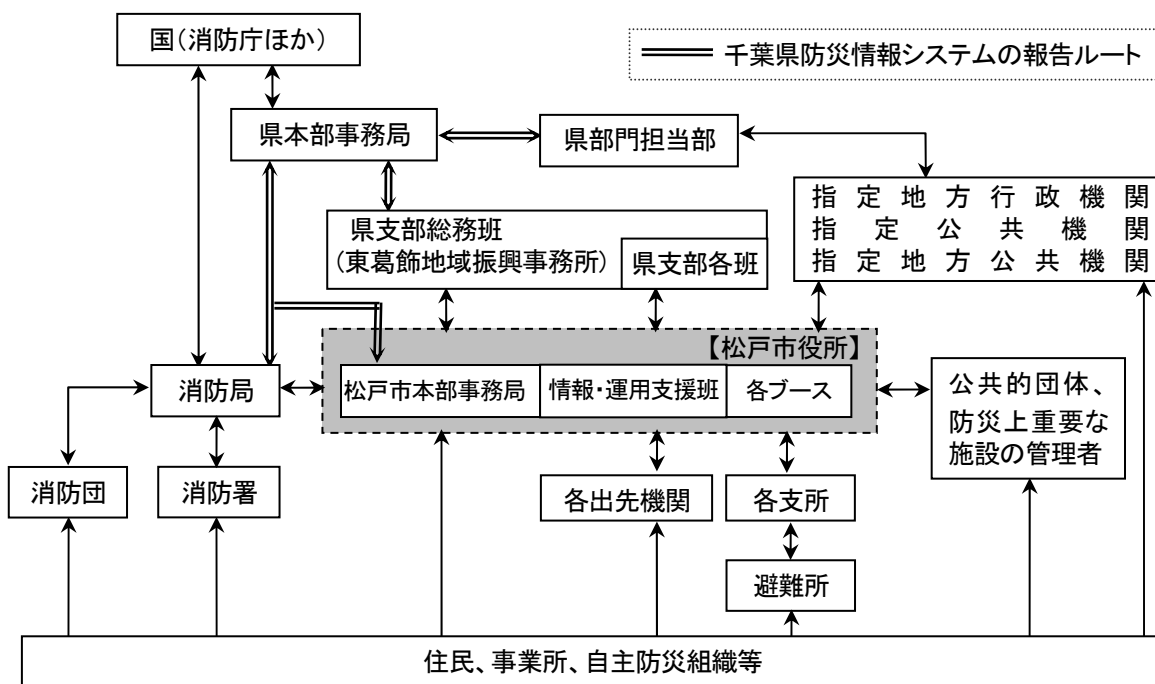 国（消防庁ほか）
千葉県防災情報システムの報告ルート
県本部事務局
県部門担当部
指定地方行政機関
指定公共機関
指定地方公共機関
県支部総務班
（東葛飾地域振興事務所）
県支部各班
【松戸市役所】
消防局
松戸市本部事務局
情報・運用支援班
各ブース
公共的団体、
防災上重要な
施設の管理者
消防団
消防署
各出先機関
各支所
避難所
住民、事業所、自主防災組織等